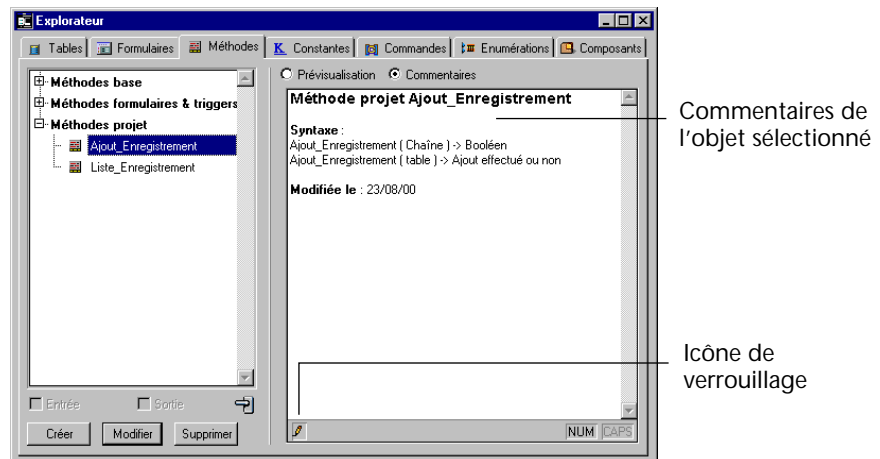 Explorateur
Tables Formulaires Méthodes Constantes Commandes Enumérations Composants
Méthodes base
Méthodes formulaires & triggers
Méthodes projet
Ajout_Enregistrement
Liste_Enregistrement
Entrée Sortie
Créer Modifier Supprimer
Prévisualisation Commentaires
Méthode projet Ajout_Enregistrement
Syntaxe :
Ajout_Enregistrement ( Chaîne ) -> Booléen
Ajout_Enregistrement ( table ) -> Ajout effectué ou non
Modifiée le : 23/08/00
NUM CAPS
Commentaires de
l'objet sélectionné
Icône de
verrouillage